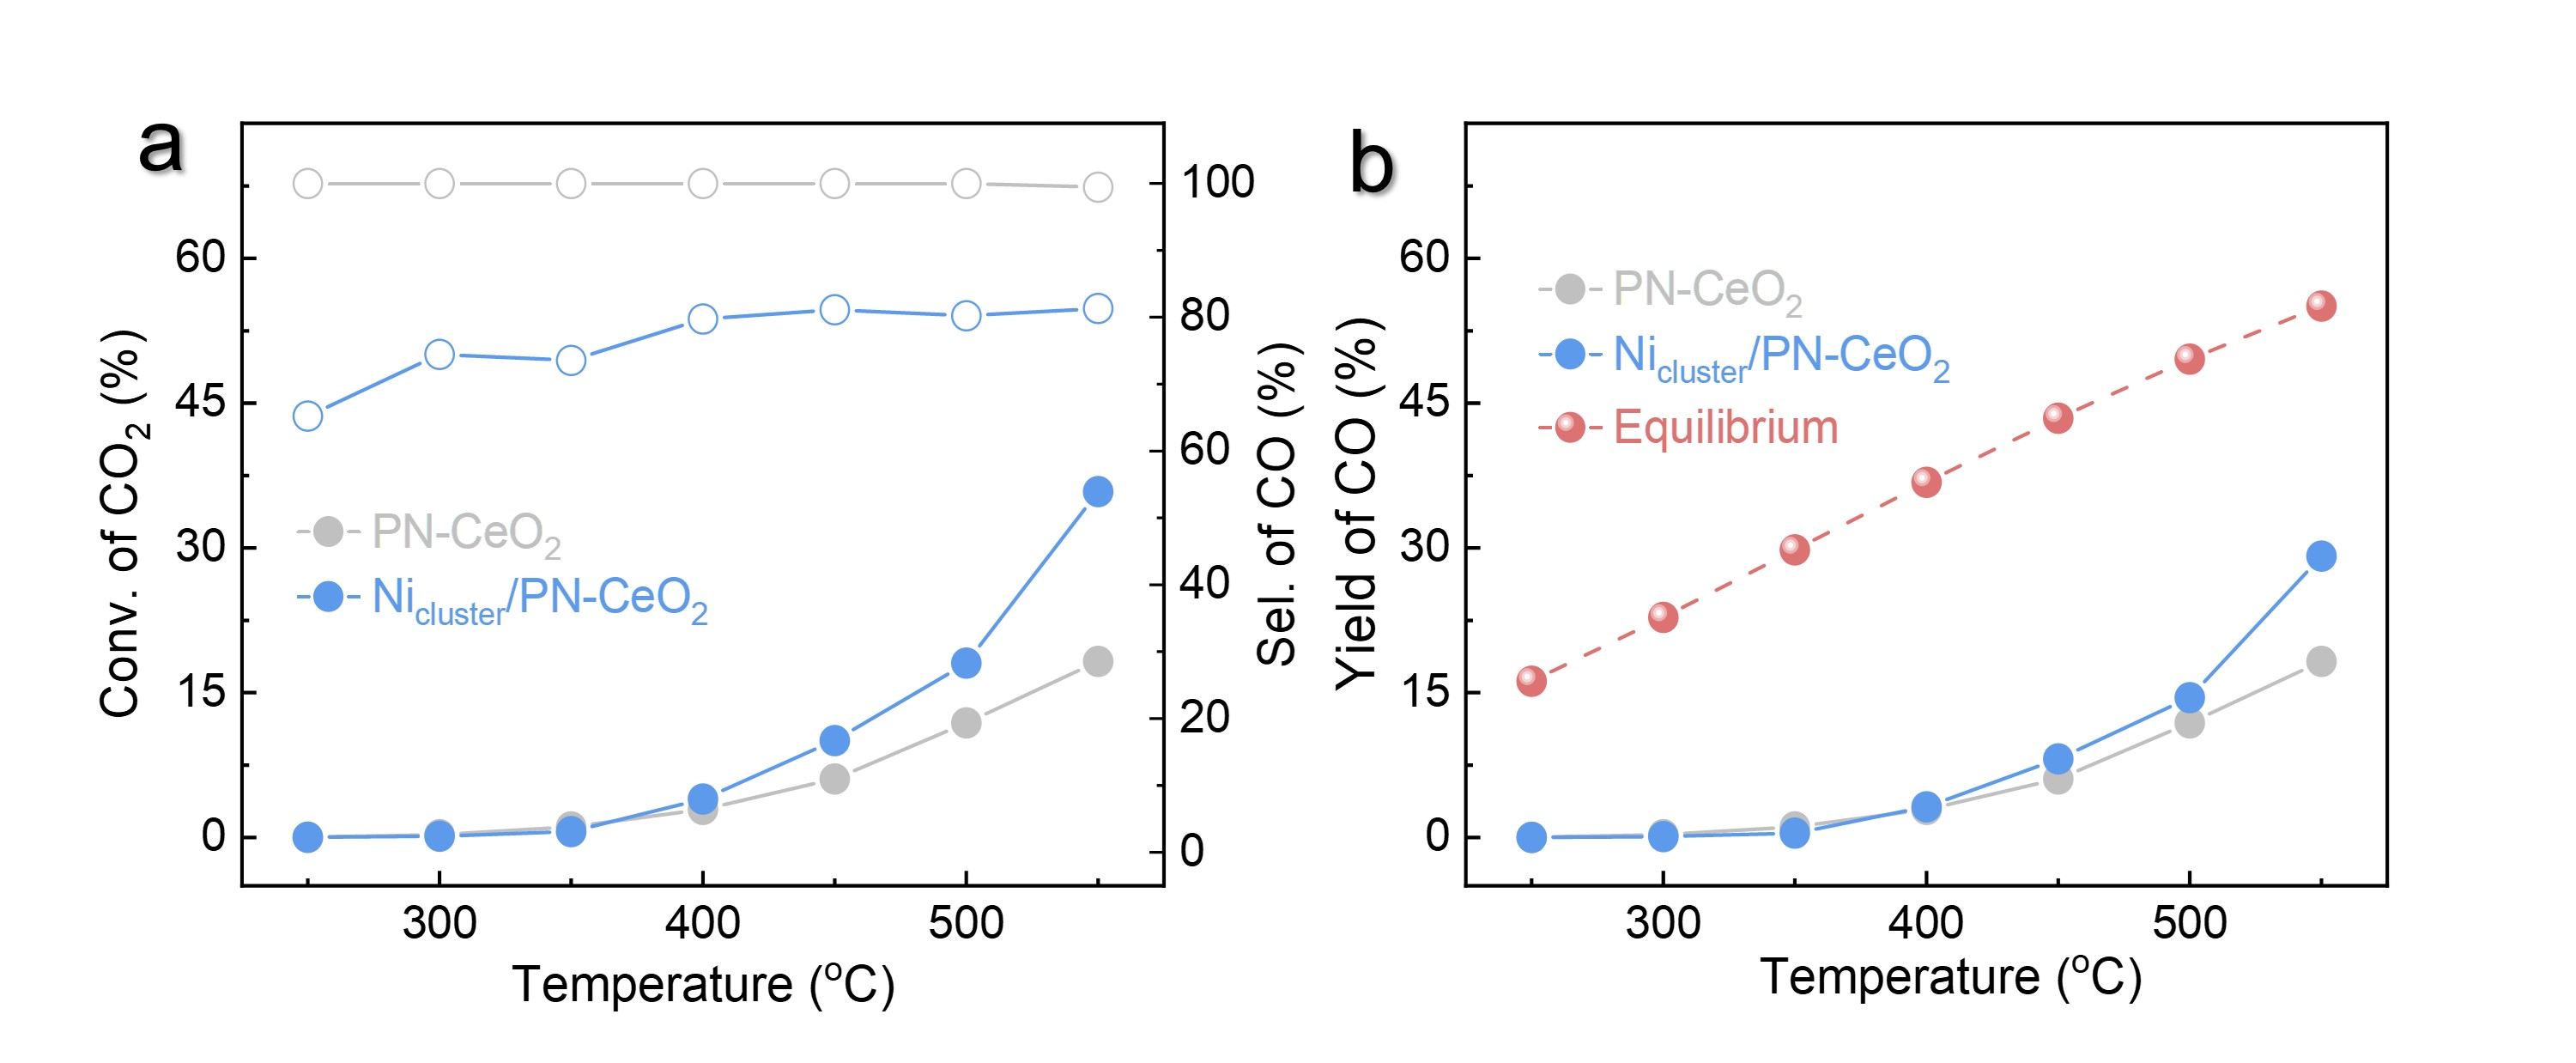 a
Conv. of CO₂ (%)
60
45
30
15
0
PN-CeO₂
Ni_cluster/PN-CeO₂
100
80
60
40
20
0
Sel. of CO (%)
300 400 500
Temperature (°C)
b
Yield of CO (%)
60
45
30
15
0
PN-CeO₂
Ni_cluster/PN-CeO₂
Equilibrium
300 400 500
Temperature (°C)